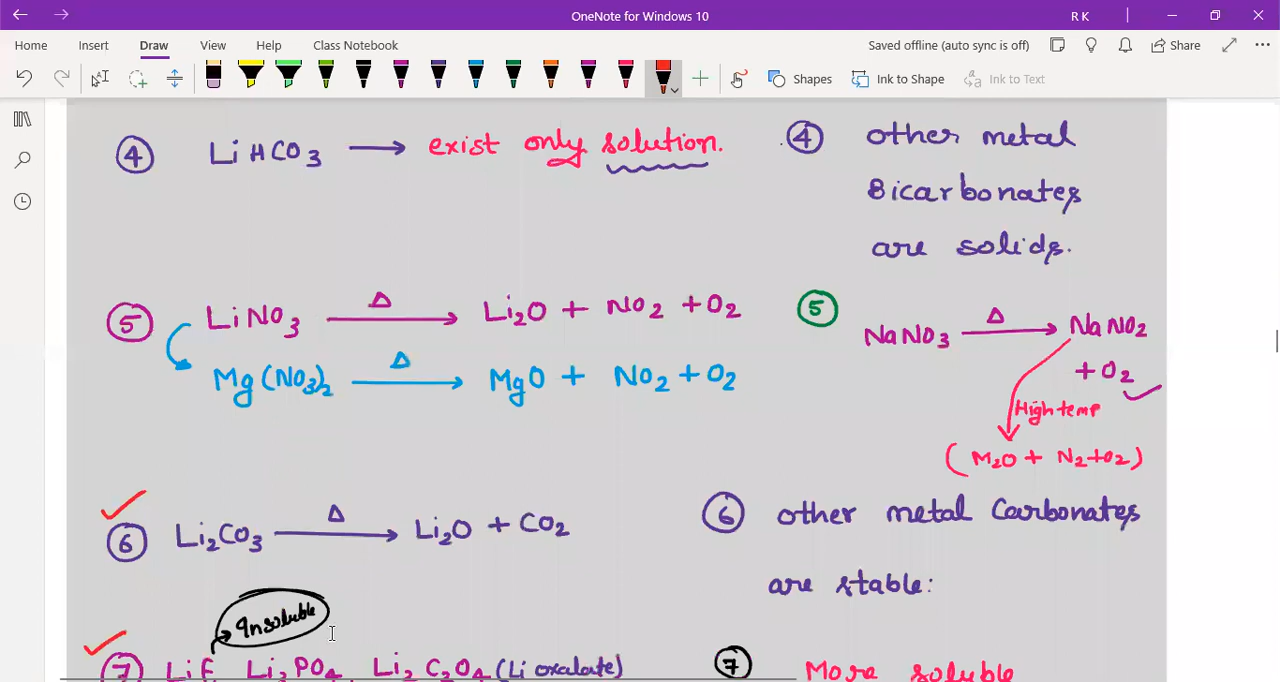 OneNote for Windows 10
R K
Home Insert Draw View Help Class Notebook
Saved offline (auto sync is off)
Share
Shapes
Ink to Shape
Ink to Text
④ LiHCO3 → exist only solution.
④ other metal
Bicarbonates
are solids.
⑤ LiNO3 Δ → Li2O + NO2 + O2
Mg(NO3)2 Δ → MgO + NO2 + O2
⑤ NaNO3 Δ → NaNO2
+ O2
High temp
(M2O + N2+O2)
⑥ Li2CO3 Δ → Li2O + CO2
⑥ other metal Carbonates
are stable:
Insoluble
⑦ LiF Li3PO4 Li2C2O4 (Li oxalate)
⑦ More soluble